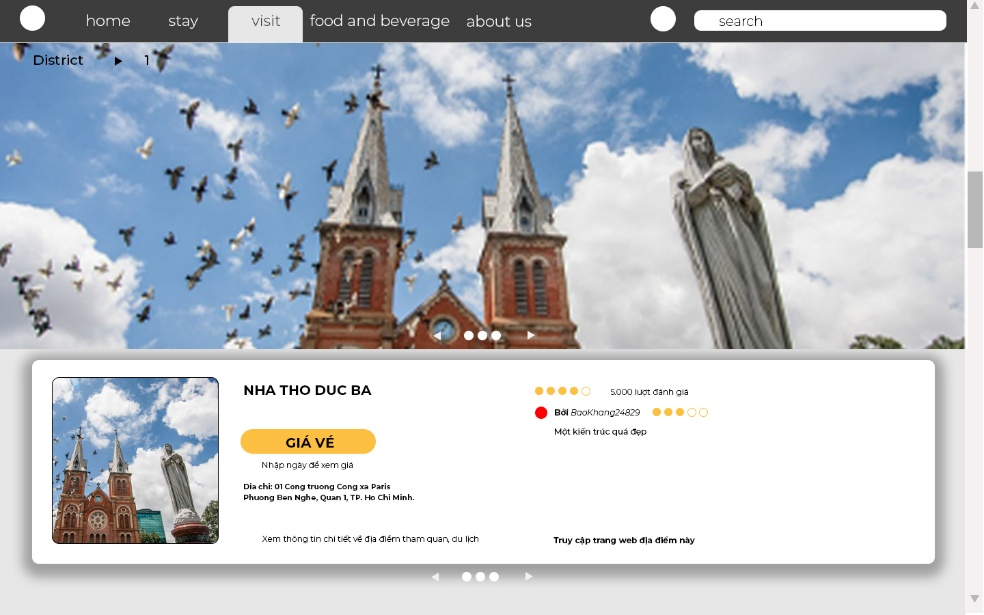 home stay visit food and beverage about us search
District 1
NHA THO DUC BA
5.000 lượt đánh giá
Bởi BaoKhang24829
Một kiến trúc quá đẹp
GIÁ VÉ
Nhập ngày để xem giá
Dia chi: 01 Cong truong Cong xa Paris
Phuong Ben Nghe, Quan 1, TP. Ho Chi Minh.
Xem thông tin chi tiết về địa điểm tham quan, du lịch
Truy cập trang web địa điểm này